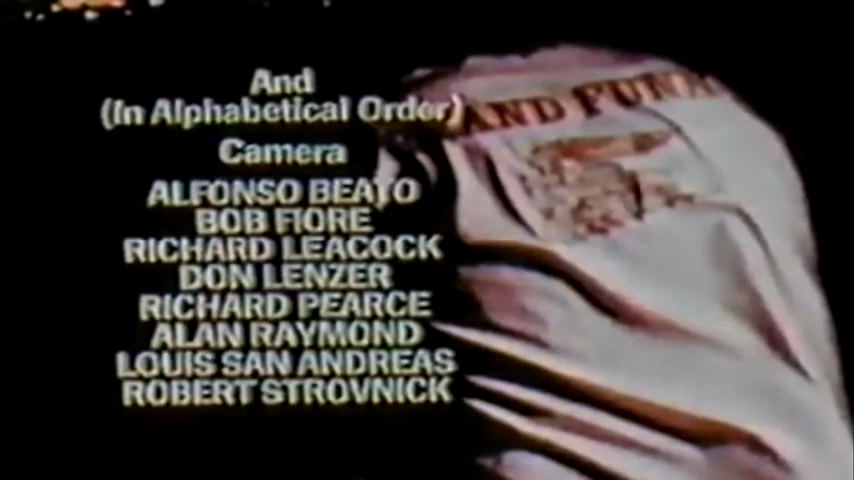 And
(In Alphabetical Order)
Camera
ALFONSO BEATO
BOB FIORE
RICHARD LEACOCK
DON LENZER
RICHARD PEARCE
ALAN RAYMOND
LOUIS SAN ANDREAS
ROBERT STROVNICK
AND